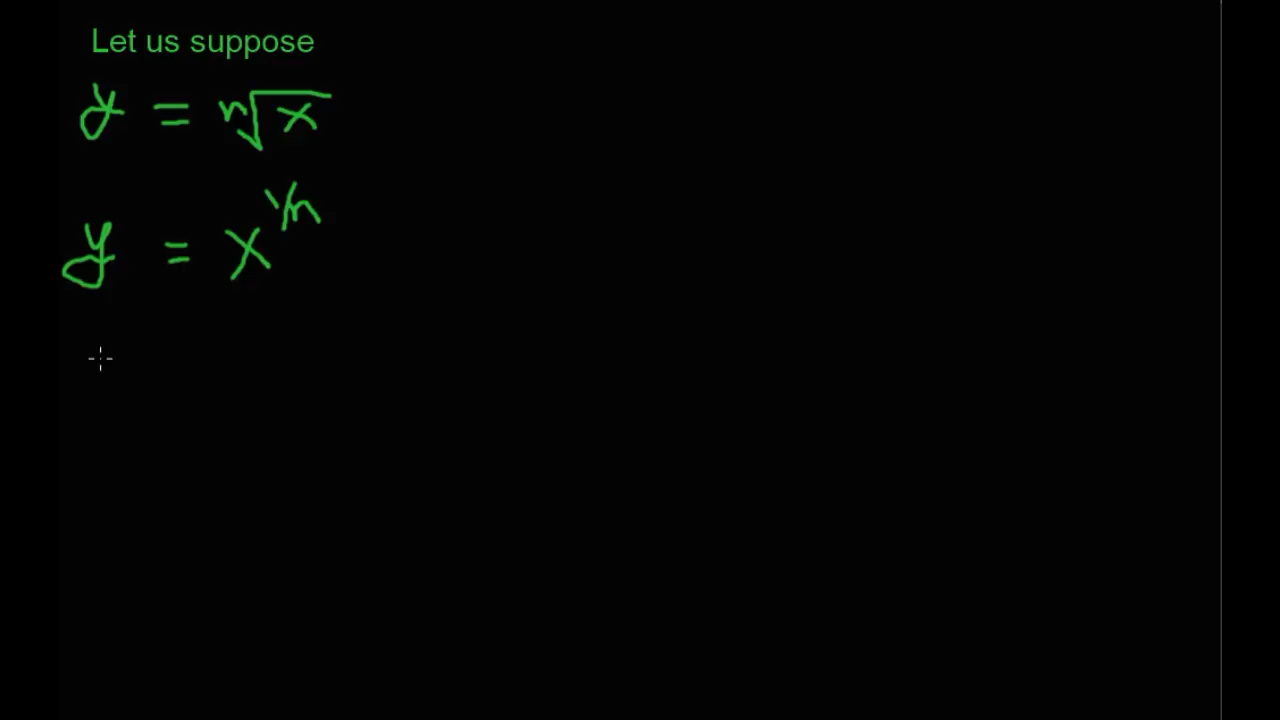 Let us suppose
y = ⁿ√x
y = x^1/n